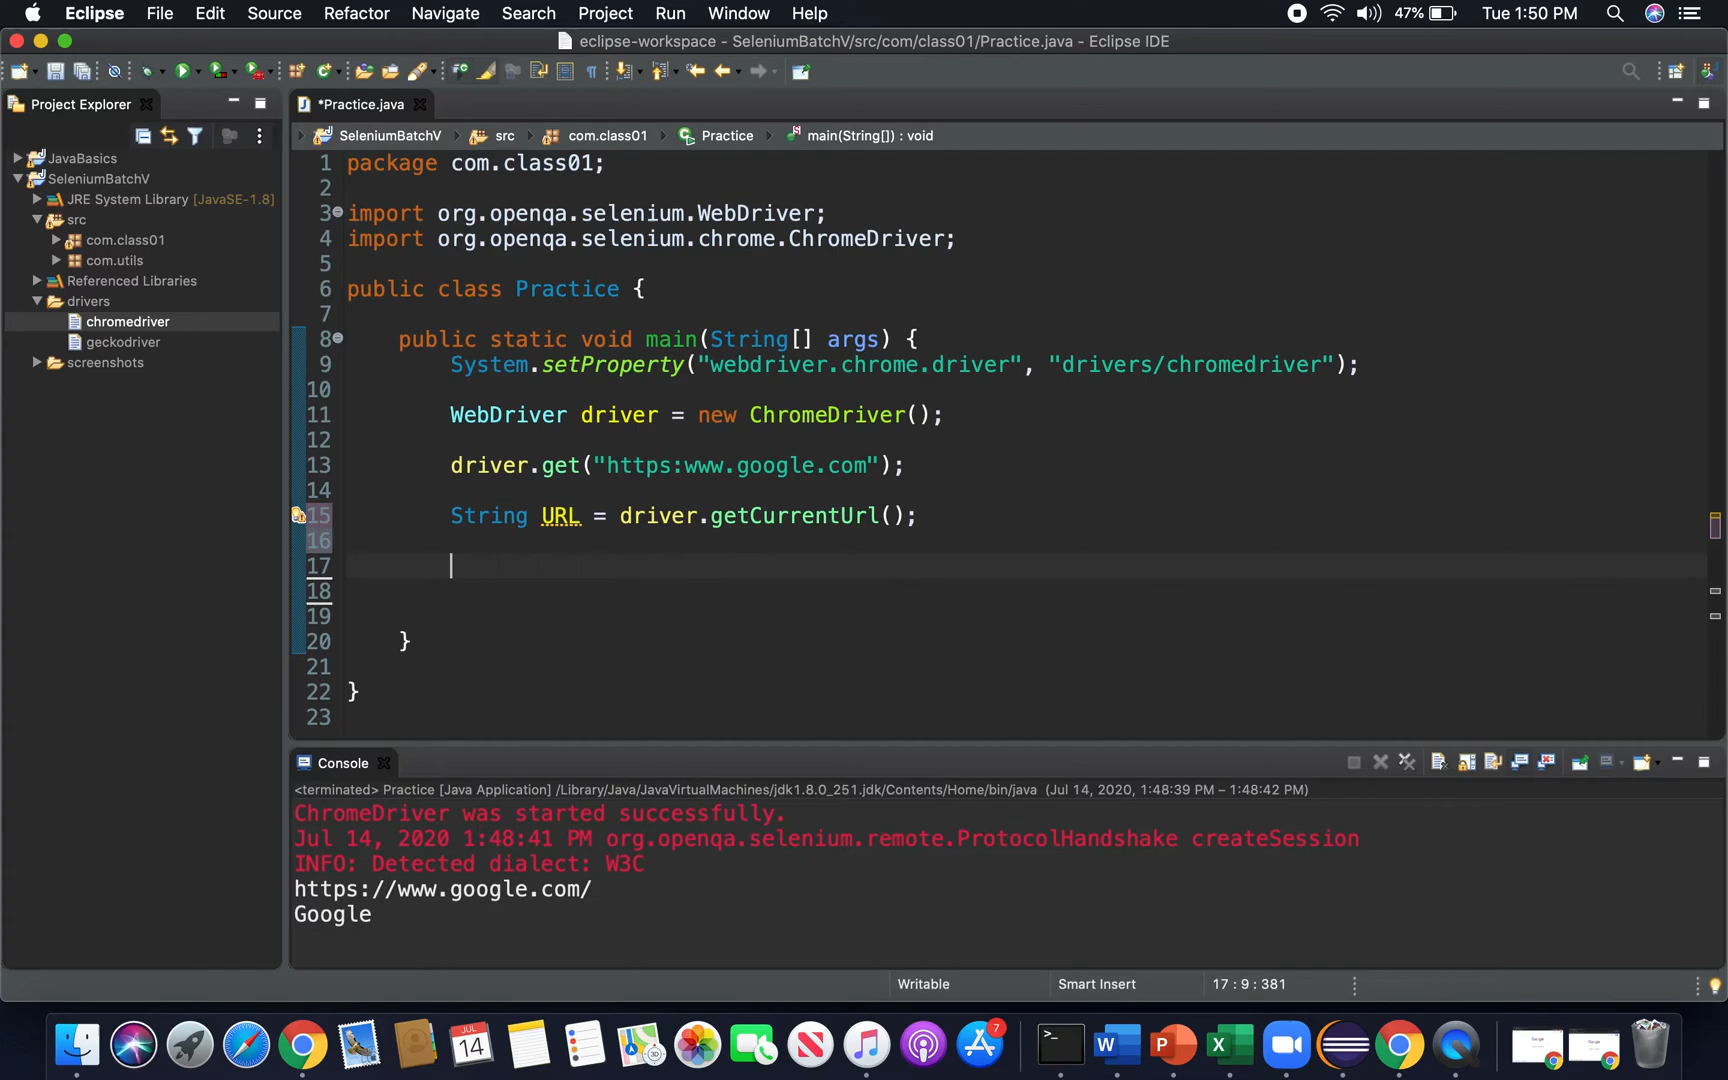 Eclipse File Edit Source Refactor Navigate Search Project Run Window Help 47% Tue 1:50 PM
eclipse-workspace - SeleniumBatchV/src/com/class01/Practice.java - Eclipse IDE
Project Explorer
JavaBasics
SeleniumBatchV
JRE System Library [JavaSE-1.8]
src
com.class01
com.utils
Referenced Libraries
drivers
chromedriver
geckodriver
screenshots
*Practice.java
SeleniumBatchV src com.class01 Practice main(String[]) : void
1 package com.class01;
2
3 import org.openqa.selenium.WebDriver;
4 import org.openqa.selenium.chrome.ChromeDriver;
5
6 public class Practice {
7
8 public static void main(String[] args) {
9 System.setProperty("webdriver.chrome.driver", "drivers/chromedriver");
10
11 WebDriver driver = new ChromeDriver();
12
13 driver.get("https:www.google.com");
14
15 String URL = driver.getCurrentUrl();
16
17
18
19
20 }
21
22 }
23
Console
<terminated> Practice [Java Application] /Library/Java/JavaVirtualMachines/jdk1.8.0_251.jdk/Contents/Home/bin/java (Jul 14, 2020, 1:48:39 PM – 1:48:42 PM)
ChromeDriver was started successfully.
Jul 14, 2020 1:48:41 PM org.openqa.selenium.remote.ProtocolHandshake createSession
INFO: Detected dialect: W3C
https://www.google.com/
Google
Writable Smart Insert 17 : 9 : 381
JUL
14
7
3D
W P X